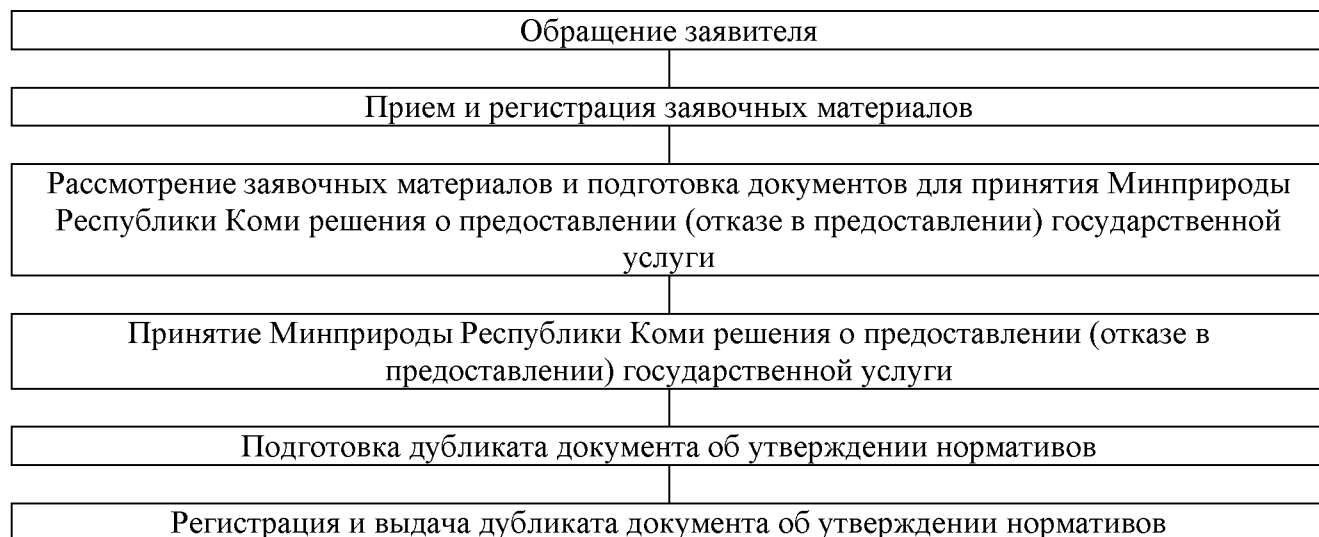 Обращение заявителя
Прием и регистрация заявочных материалов
Рассмотрение заявочных материалов и подготовка документов для принятия Минприроды
Республики Коми решения о предоставлении (отказе в предоставлении) государственной
услуги
Принятие Минприроды Республики Коми решения о предоставлении (отказе в
предоставлении) государственной услуги
Подготовка дубликата документа об утверждении нормативов
Регистрация и выдача дубликата документа об утверждении нормативов